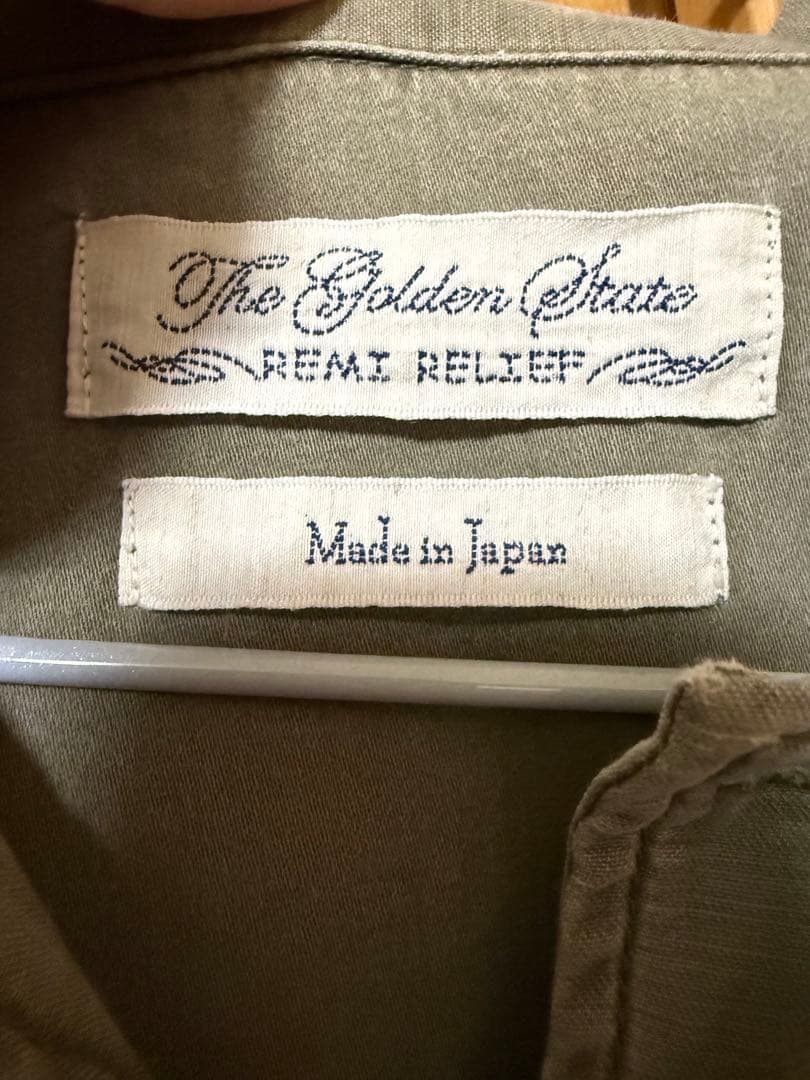 The Golden State
REMI RELIEF
Made in Japan